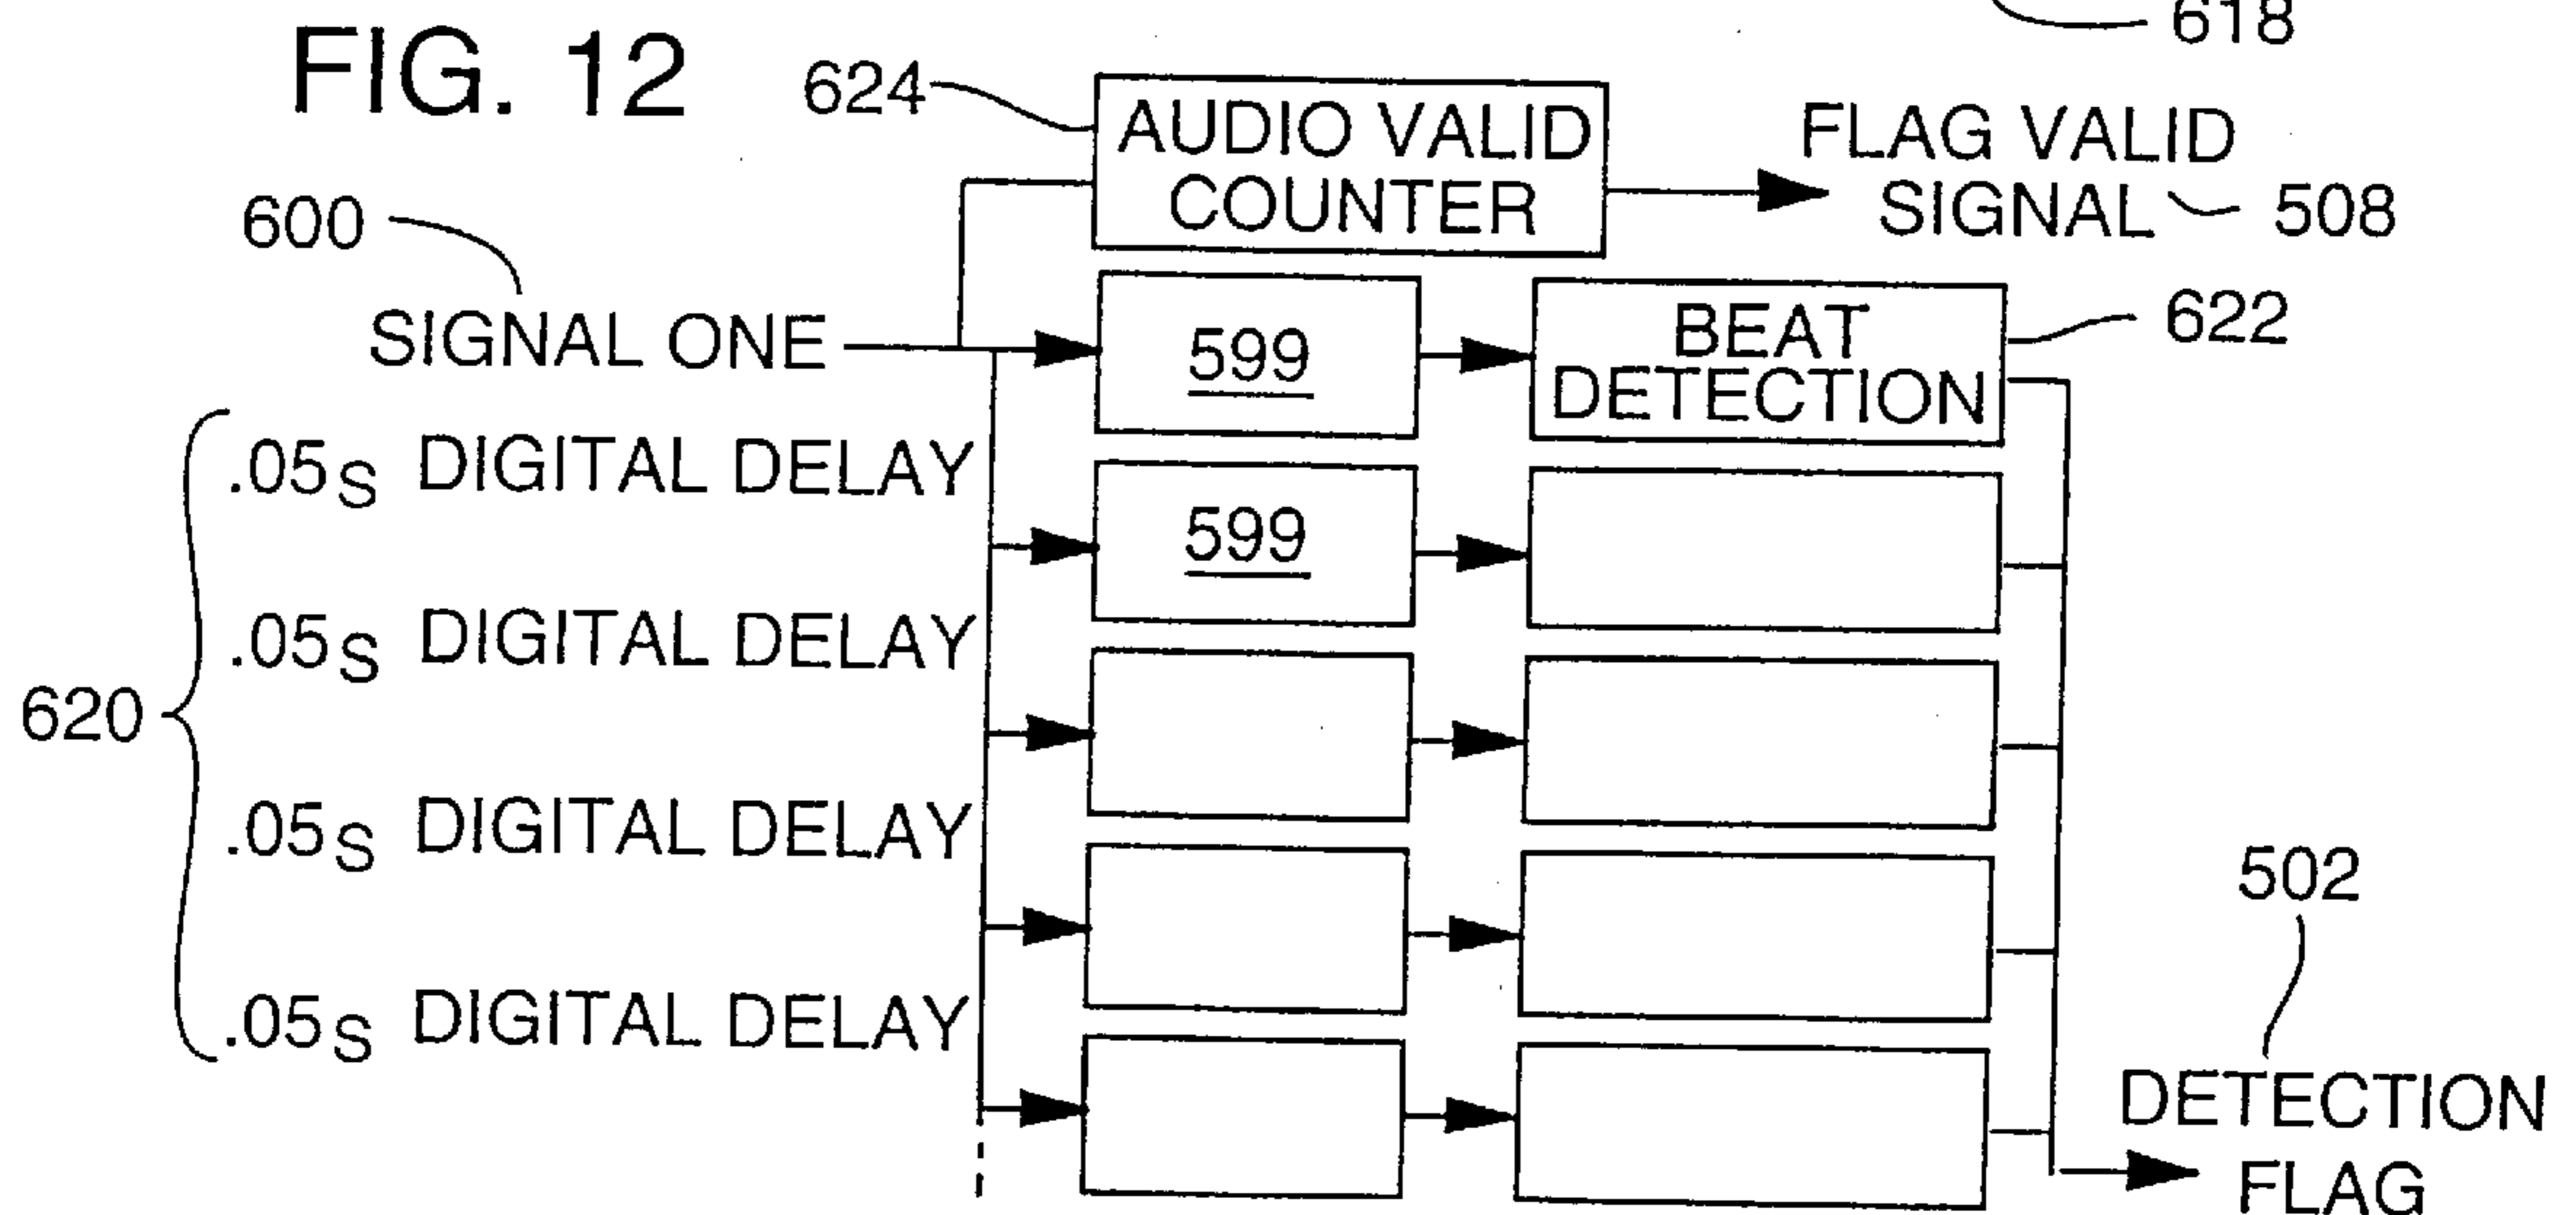 618
FIG. 12
624
AUDIO VALID
COUNTER
FLAG VALID
SIGNAL
508
600
SIGNAL ONE
599
BEAT
DETECTION
622
.05s DIGITAL DELAY
599
.05s DIGITAL DELAY
620
.05s DIGITAL DELAY
502
.05s DIGITAL DELAY
DETECTION
FLAG